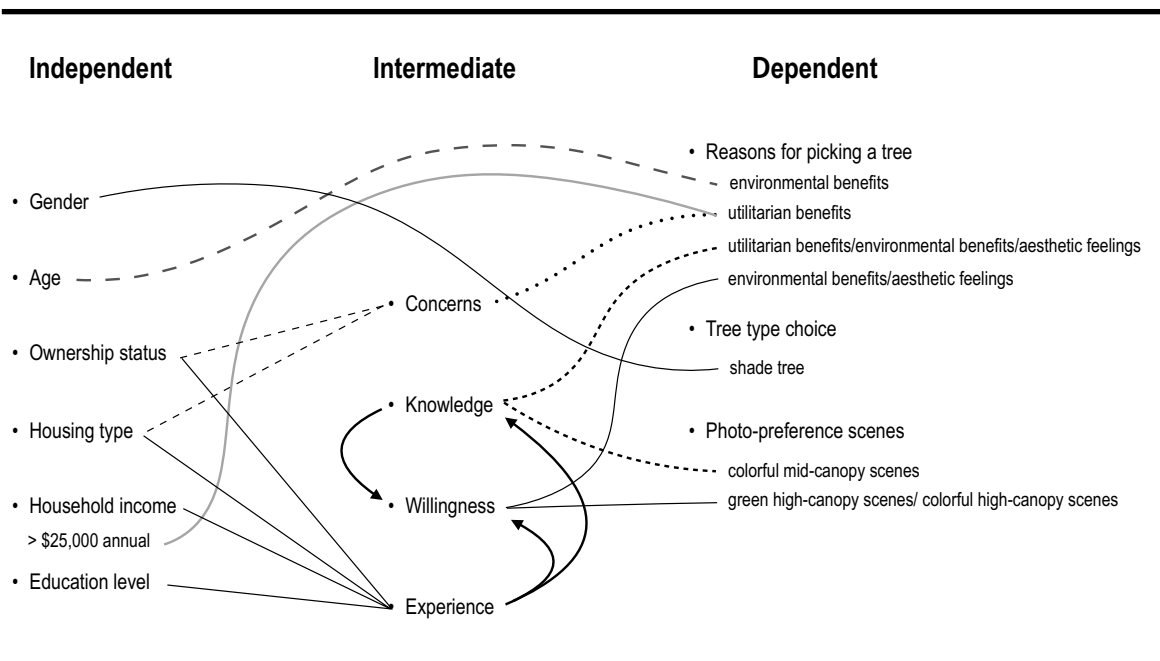 Independent
Intermediate
Dependent
• Gender
• Age
• Ownership status
• Housing type
• Household income
> $25,000 annual
• Education level
• Concerns
• Knowledge
• Willingness
• Experience
• Reasons for picking a tree
environmental benefits
utilitarian benefits
utilitarian benefits/environmental benefits/aesthetic feelings
environmental benefits/aesthetic feelings
• Tree type choice
shade tree
• Photo-preference scenes
colorful mid-canopy scenes
green high-canopy scenes/ colorful high-canopy scenes